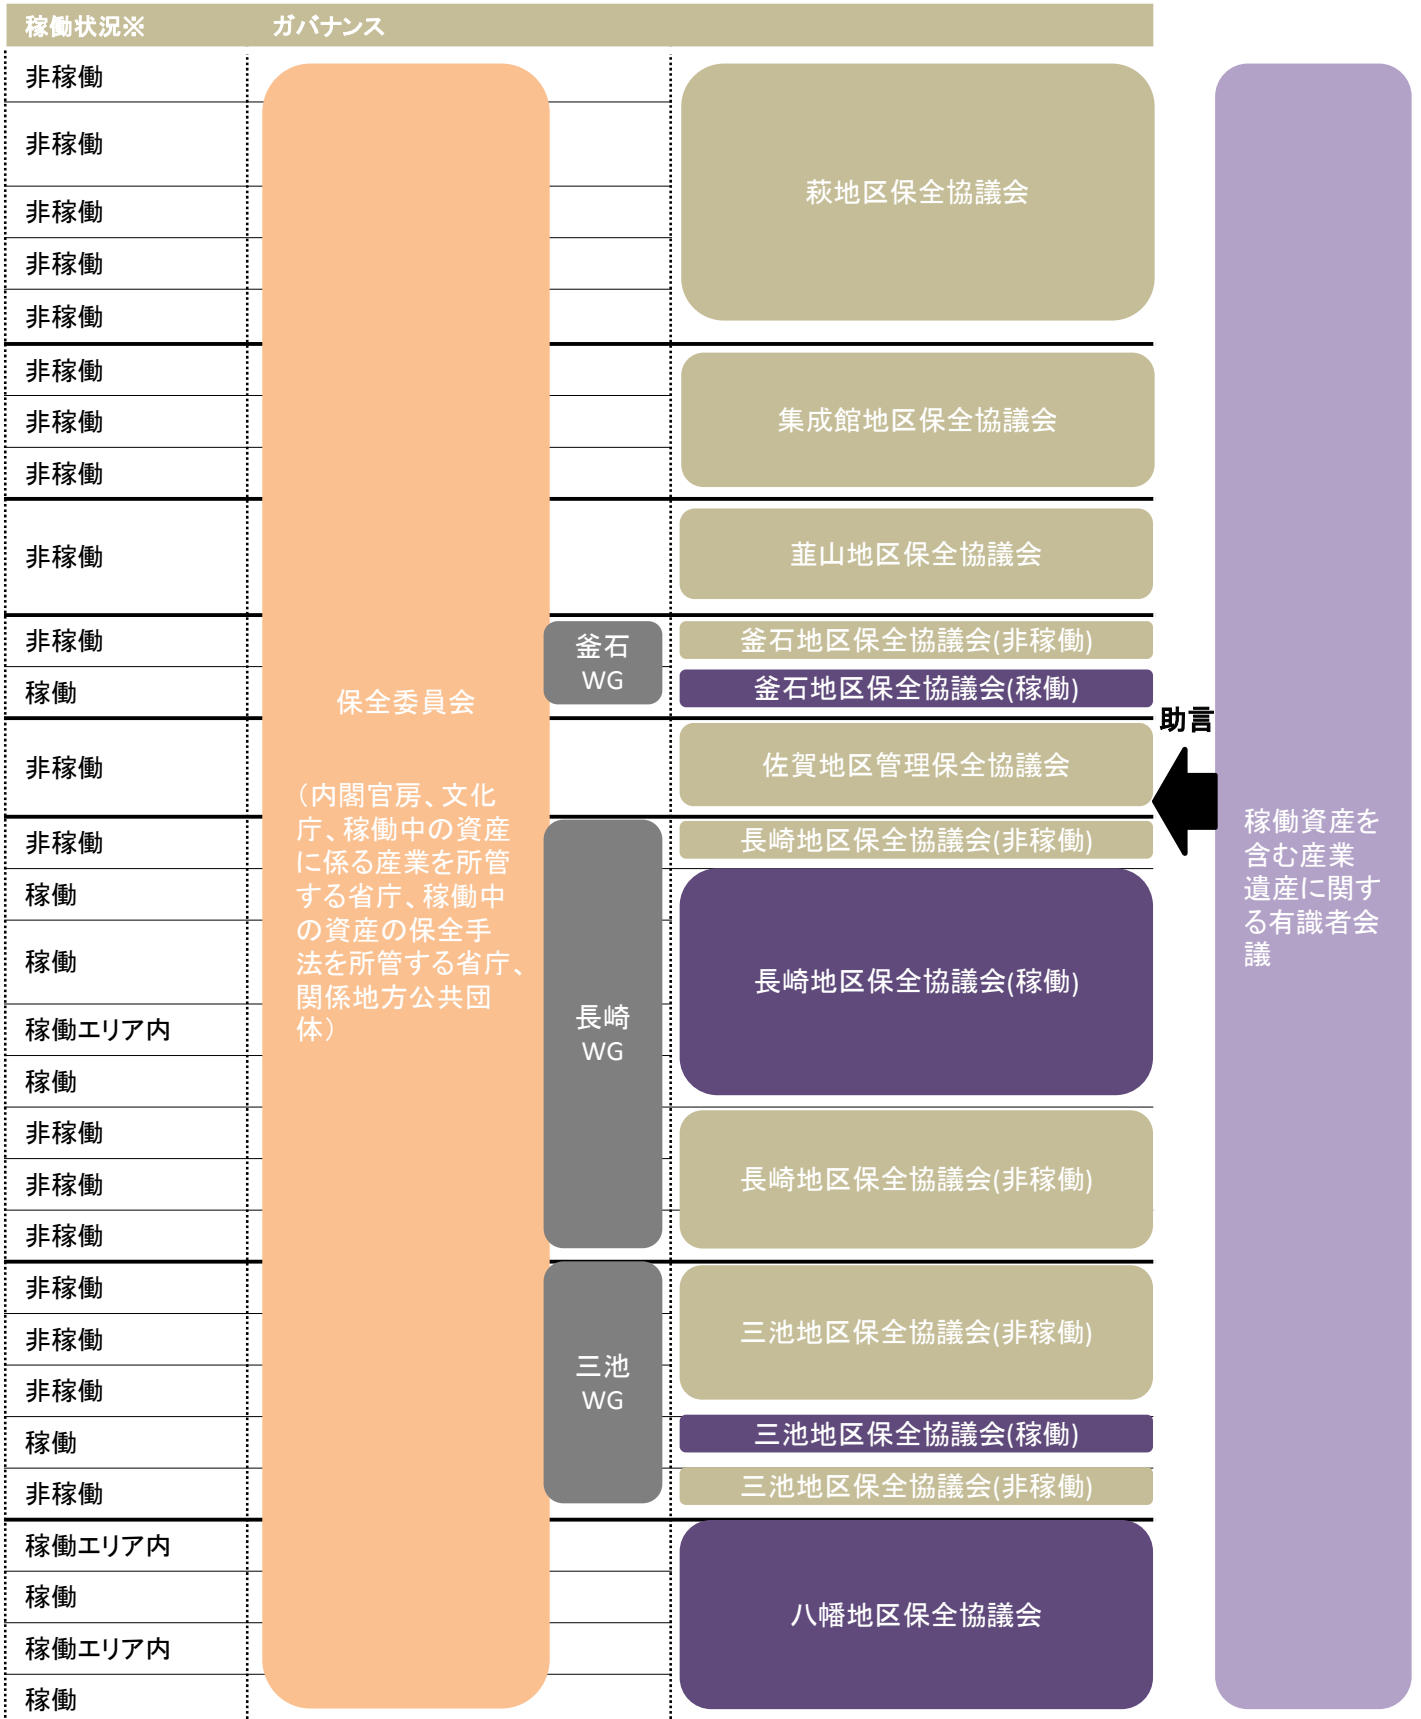 稼働状況※ ガバナンス
非稼働
非稼働
非稼働
非稼働
非稼働
萩地区保全協議会
非稼働
非稼働
非稼働
集成館地区保全協議会
非稼働
韮山地区保全協議会
非稼働
稼働
釜石
WG
釜石地区保全協議会(非稼働)
釜石地区保全協議会(稼働)
非稼働
佐賀地区管理保全協議会
保全委員会
（内閣官房、文化
庁、稼働中の資産
に係る産業を所管
する省庁、稼働中
の資産の保全手
法を所管する省庁、
関係地方公共団
体）
非稼働
稼働
稼働
稼働エリア内
稼働
非稼働
非稼働
非稼働
長崎
WG
長崎地区保全協議会(非稼働)
長崎地区保全協議会(稼働)
長崎地区保全協議会(非稼働)
非稼働
非稼働
非稼働
稼働
非稼働
三池
WG
三池地区保全協議会(非稼働)
三池地区保全協議会(稼働)
三池地区保全協議会(非稼働)
稼働エリア内
稼働
稼働エリア内
稼働
八幡地区保全協議会
助言
稼働資産を
含む産業
遺産に関す
る有識者会
議